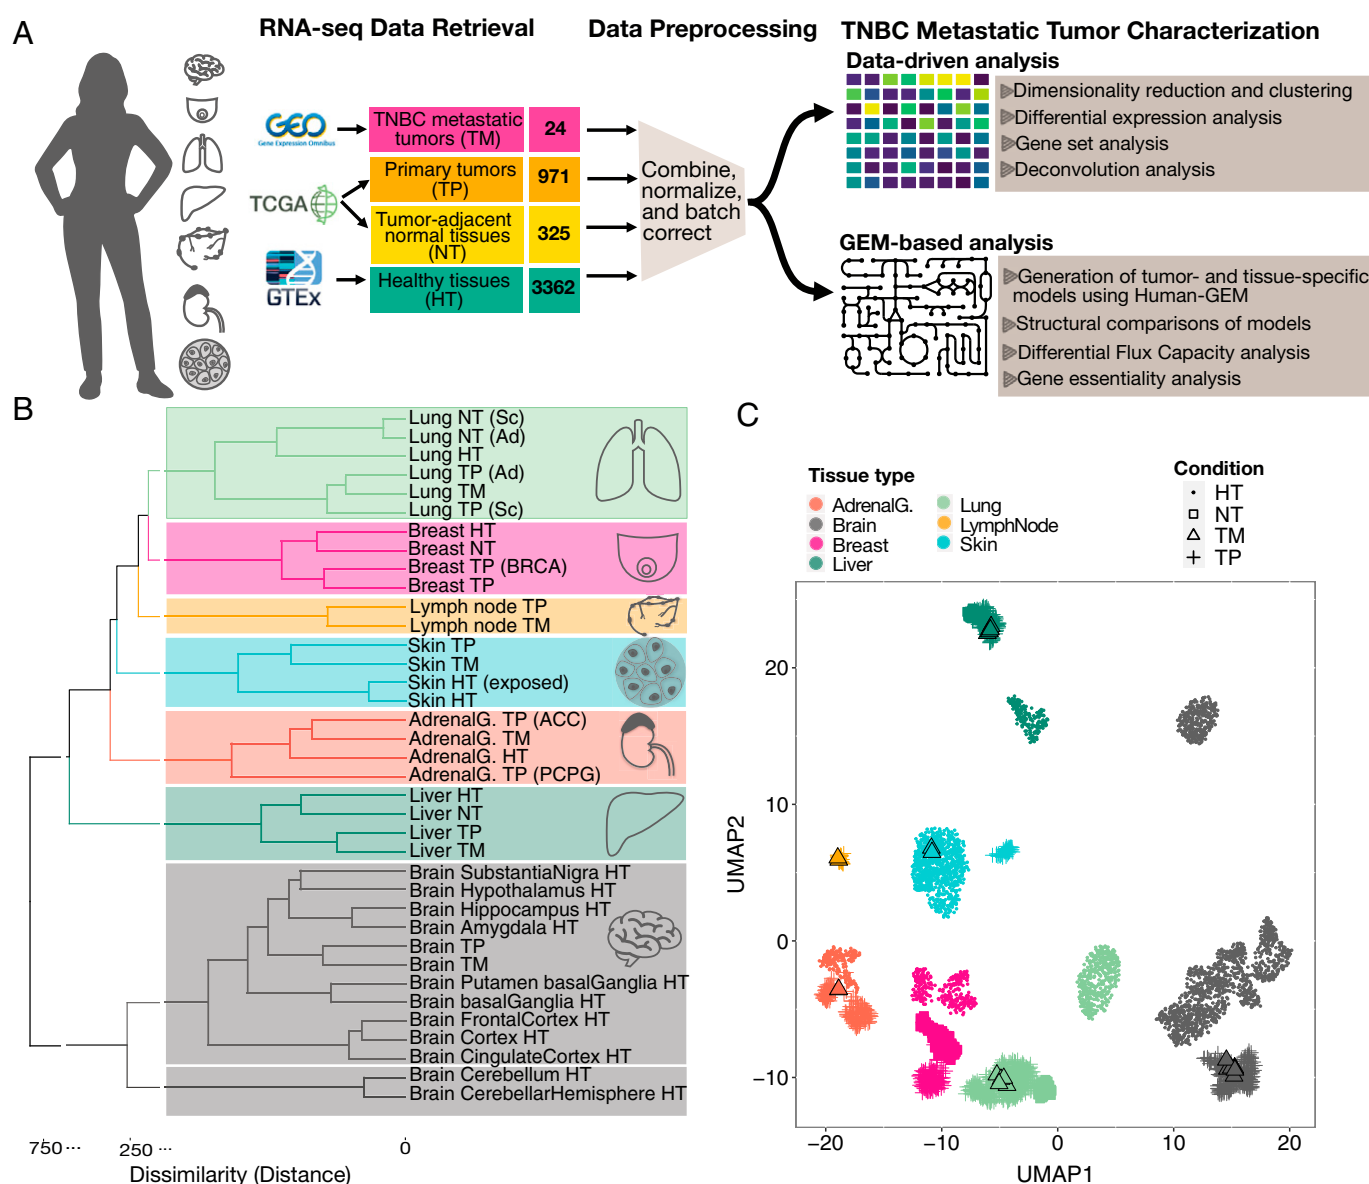 A
RNA-seq Data Retrieval
Data Preprocessing
TNBC Metastatic Tumor Characterization
GEO
Gene Expression Omnibus
TCGA
GTEx
TNBC metastatic
tumors (TM)
24
Primary tumors
(TP)
971
Tumor-adjacent
normal tissues
(NT)
325
Healthy tissues
(HT)
3362
Combine,
normalize,
and batch
correct
Data-driven analysis
Dimensionality reduction and clustering
Differential expression analysis
Gene set analysis
Deconvolution analysis
GEM-based analysis
Generation of tumor- and tissue-specific
models using Human-GEM
Structural comparisons of models
Differential Flux Capacity analysis
Gene essentiality analysis
B
Lung NT (Sc)
Lung NT (Ad)
Lung HT
Lung TP (Ad)
Lung TM
Lung TP (Sc)
Breast HT
Breast NT
Breast TP (BRCA)
Breast TP
Lymph node TP
Lymph node TM
Skin TP
Skin TM
Skin HT (exposed)
Skin HT
AdrenalG. TP (ACC)
AdrenalG. TM
AdrenalG. HT
AdrenalG. TP (PCPG)
Liver HT
Liver NT
Liver TP
Liver TM
Brain SubstantiaNigra HT
Brain Hypothalamus HT
Brain Hippocampus HT
Brain Amygdala HT
Brain TP
Brain TM
Brain Putamen basalGanglia HT
Brain basalGanglia HT
Brain FrontalCortex HT
Brain Cortex HT
Brain CingulateCortex HT
Brain Cerebellum HT
Brain CerebellarHemisphere HT
750 ... 250 ... 0
Dissimilarity (Distance)
C
Tissue type
AdrenalG.
Brain
Breast
Liver
Lung
LymphNode
Skin
Condition
HT
NT
TM
TP
20
10
0
−10
UMAP2
−20 −10 0 10 20
UMAP1